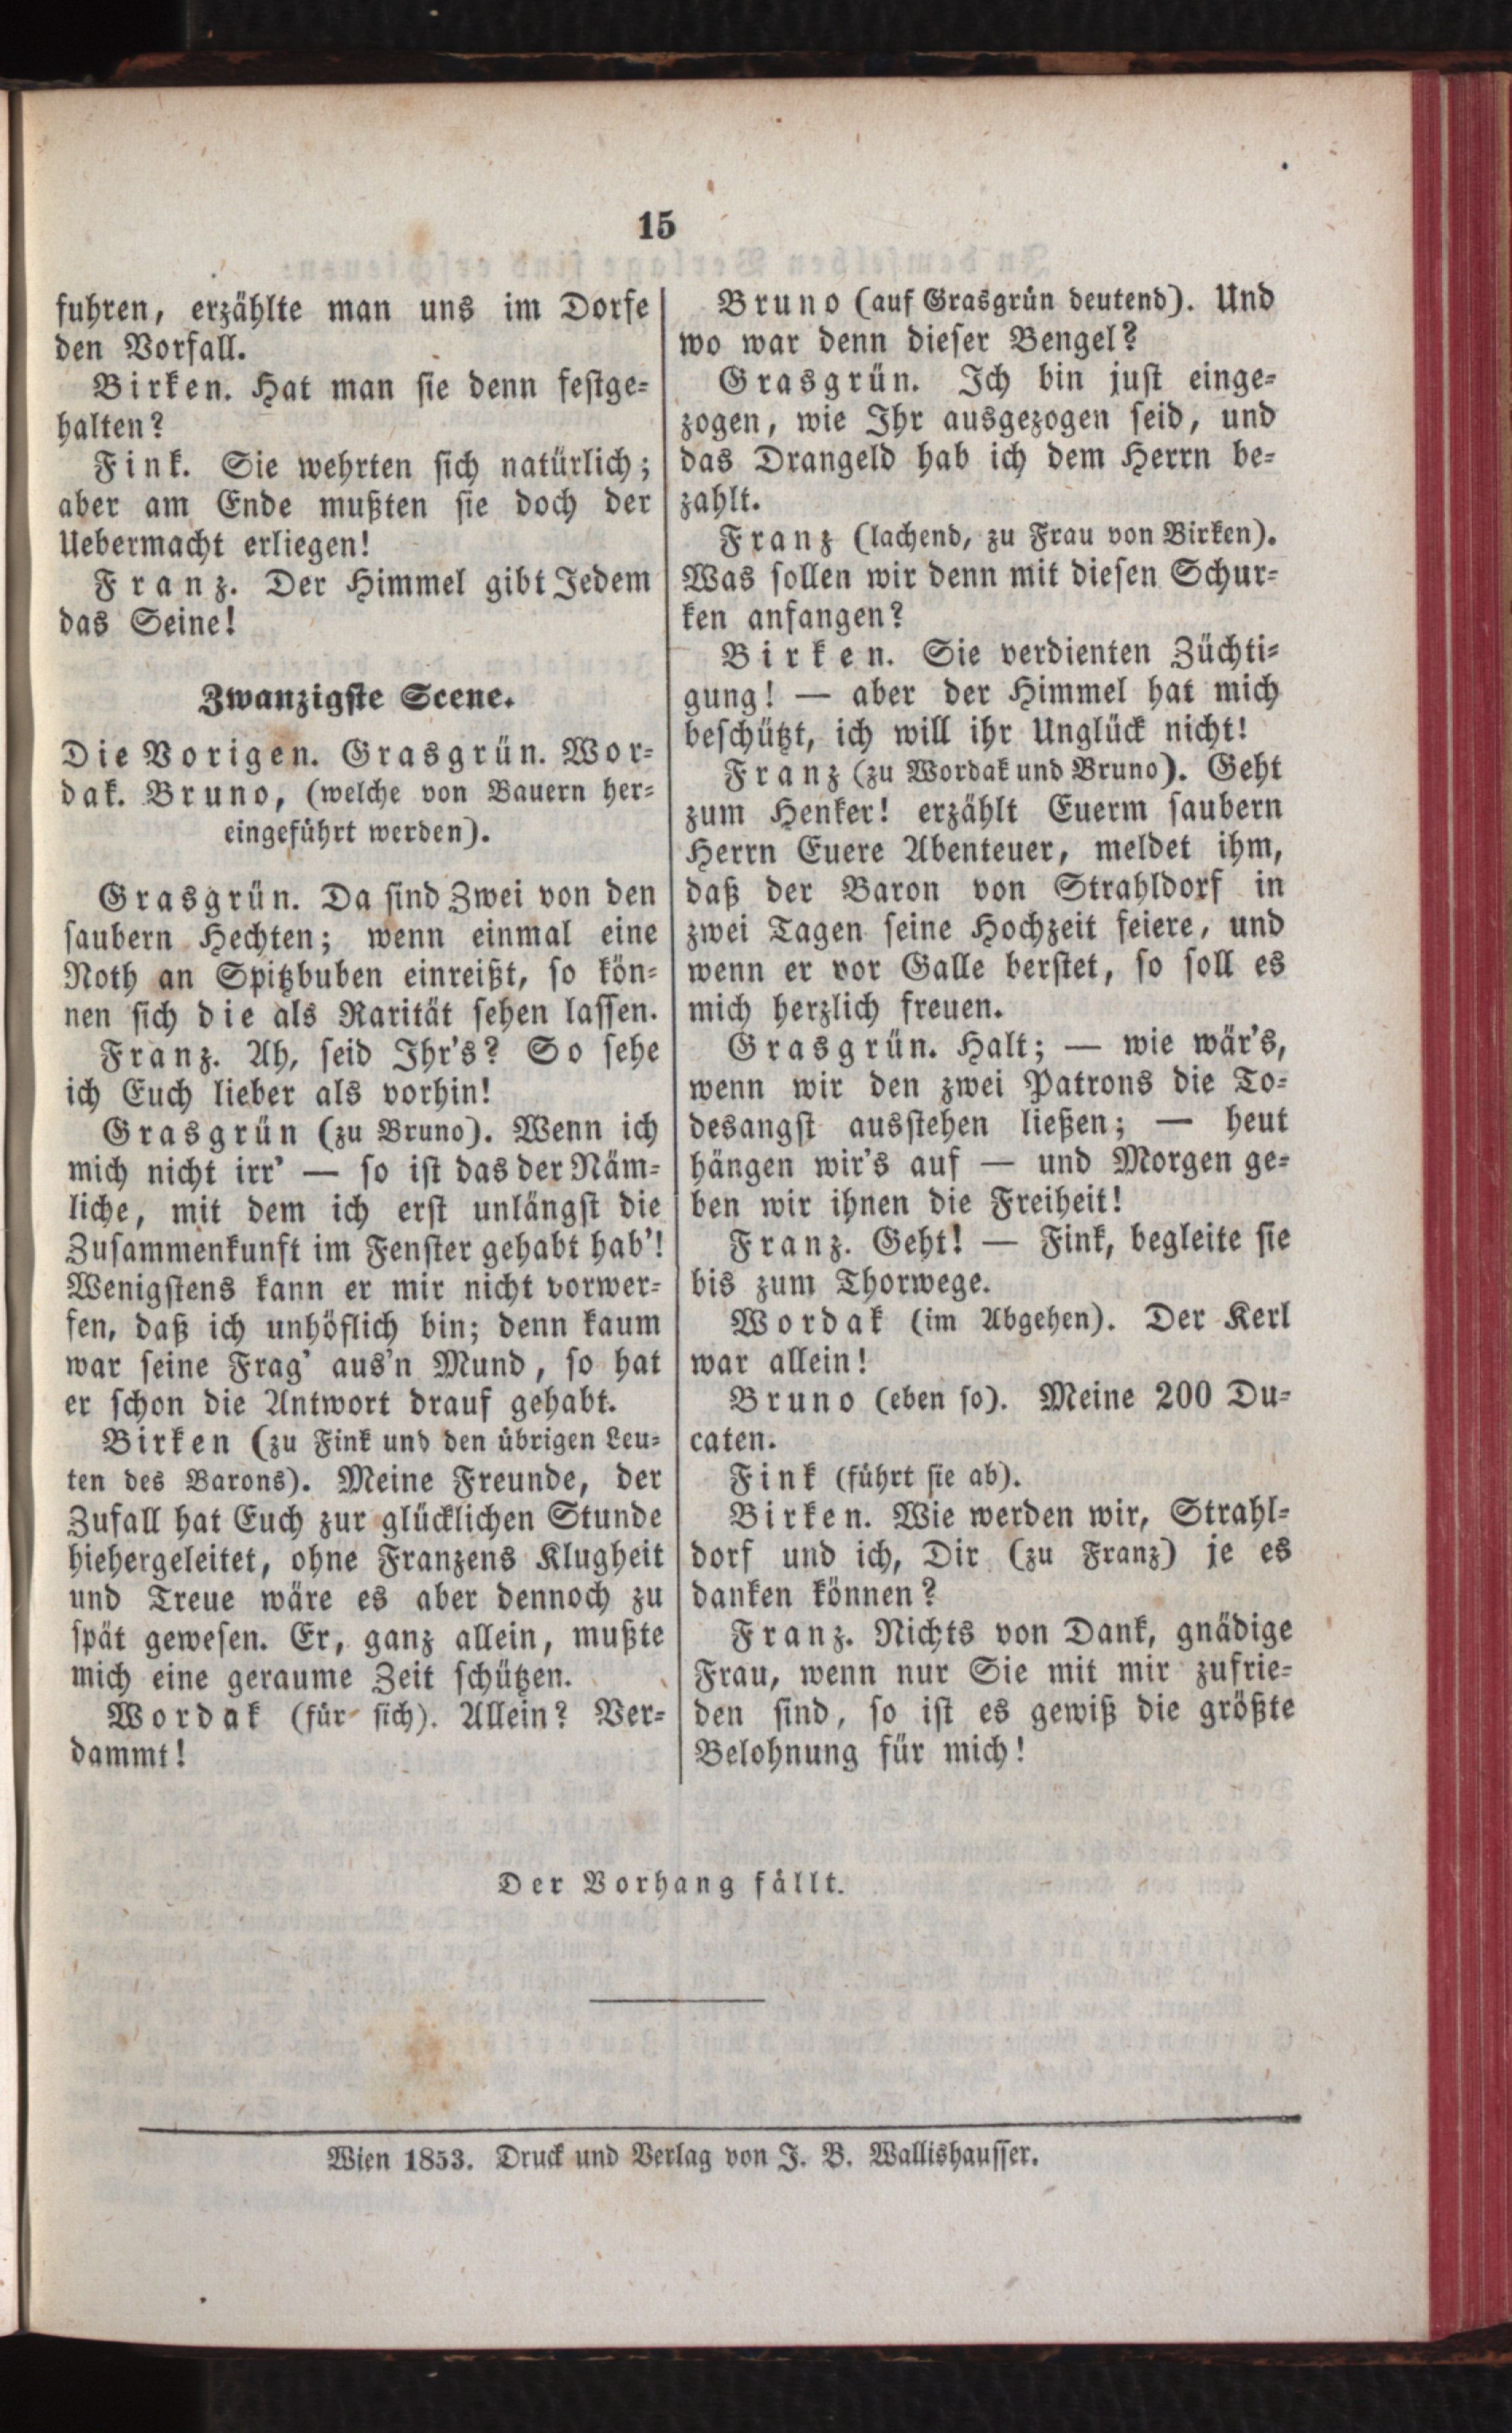 15
fuhren, erzählte man uns im Dorfe
den Vorfall.
Birken. Hat man sie denn festge-
halten?
Fink. Sie wehrten sich natürlich;
aber am Ende mußten sie doch der
Uebermacht erliegen!
Franz. Der Himmel gibt Jedem
das Seine!
Zwanzigste Scene.
Die Vorigen. Grasgrün. Wor-
dak. Bruno, (welche von Bauern her-
eingeführt werden).
Grasgrün. Da sind Zwei von den
saubern Hechten; wenn einmal eine
Noth an Spitzbuben einreißt, so kön-
nen sich die als Rarität sehen lassen.
Franz. Ah, seid Ihr's? So sehe
ich Euch lieber als vorhin!
Grasgrün (zu Bruno). Wenn ich
mich nicht irr' — so ist das der Näm-
liche, mit dem ich erst unlängst die
Zusammenkunft im Fenster gehabt hab'!
Wenigstens kann er mir nicht vorwer-
fen, daß ich unhöflich bin; denn kaum
war seine Frag' aus'n Mund, so hat
er schon die Antwort drauf gehabt.
Birken (zu Fink und den übrigen Leu-
ten des Barons). Meine Freunde, der
Zufall hat Euch zur glücklichen Stunde
hiehergeleitet, ohne Franzens Klugheit
und Treue wäre es aber dennoch zu
spät gewesen. Er, ganz allein, mußte
mich eine geraume Zeit schützen.
Wordak (für sich). Allein? Ver-
dammt!
Bruno (auf Grasgrün deutend). Und
wo war denn dieser Bengel?
Grasgrün. Ich bin just einge-
zogen, wie Ihr ausgezogen seid, und
das Drangeld hab ich dem Herrn be-
zahlt.
Franz (lachend, zu Frau von Birken).
Was sollen wir denn mit diesen Schur-
ken anfangen?
Birken. Sie verdienten Züchti-
gung! — aber der Himmel hat mich
beschützt, ich will ihr Unglück nicht!
Franz (zu Wordak und Bruno). Geht
zum Henker! erzählt Euerm saubern
Herrn Euere Abenteuer, meldet ihm,
daß der Baron von Strahldorf in
zwei Tagen seine Hochzeit feiere, und
wenn er vor Galle berstet, so soll es
mich herzlich freuen.
Grasgrün. Halt; — wie wär's,
wenn wir den zwei Patrons die To-
desangst ausstehen ließen; — heut
hängen wir's auf — und Morgen ge-
ben wir ihnen die Freiheit!
Franz. Geht! — Fink, begleite sie
bis zum Thorwege.
Wordak (im Abgehen). Der Kerl
war allein!
Bruno (eben so). Meine 200 Du-
caten.
Fink (führt sie ab).
Birken. Wie werden wir, Strahl-
dorf und ich, Dir (zu Franz) je es
danken können?
Franz. Nichts von Dank, gnädige
Frau, wenn nur Sie mit mir zufrie-
den sind, so ist es gewiß die größte
Belohnung für mich!
Der Vorhang fällt.
Wien 1853. Druck und Verlag von J. B. Wallishausser.